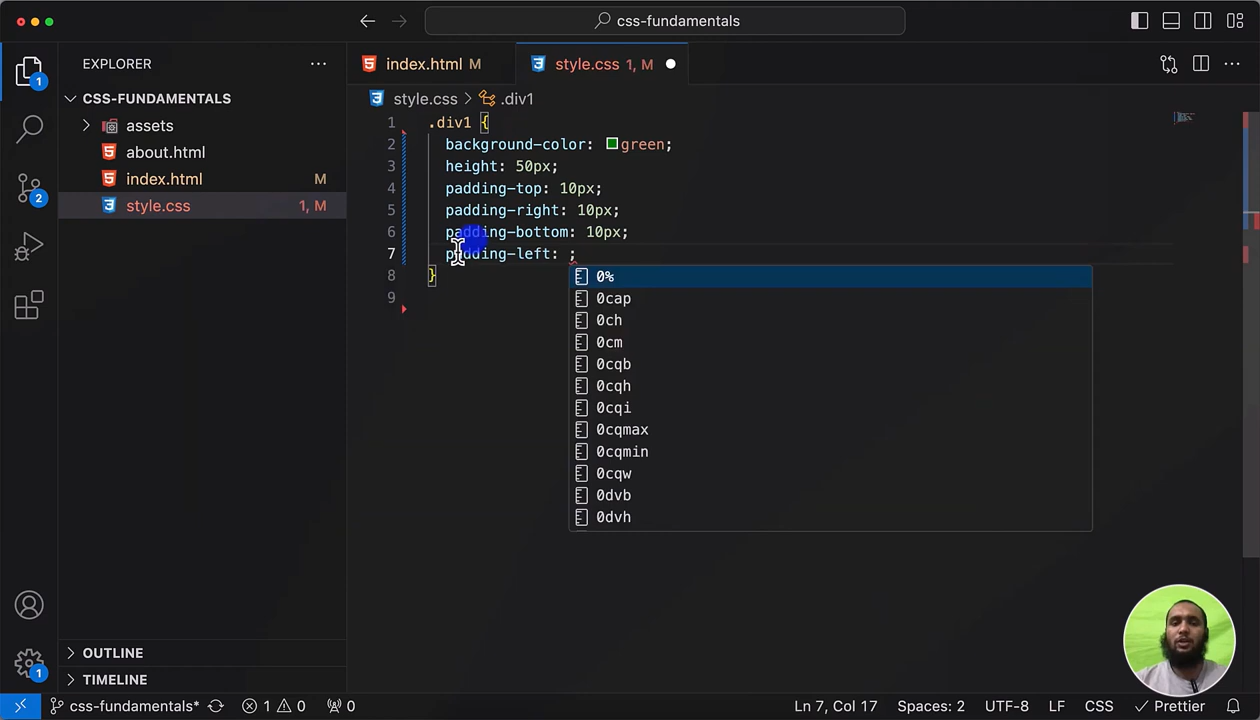 css-fundamentals
EXPLORER
index.html M
style.css 1, M
CSS-FUNDAMENTALS
style.css > .div1
assets
about.html
index.html M
style.css 1, M
1 .div1 {
2 background-color: green;
3 height: 50px;
4 padding-top: 10px;
5 padding-right: 10px;
6 padding-bottom: 10px;
7 padding-left: ;
8 }
9
0%
0cap
0ch
0cm
0cqb
0cqh
0cqi
0cqmax
0cqmin
0cqw
0dvb
0dvh
1
2
1
OUTLINE
TIMELINE
css-fundamentals* 1 0 0 Ln 7, Col 17 Spaces: 2 UTF-8 LF CSS Prettier